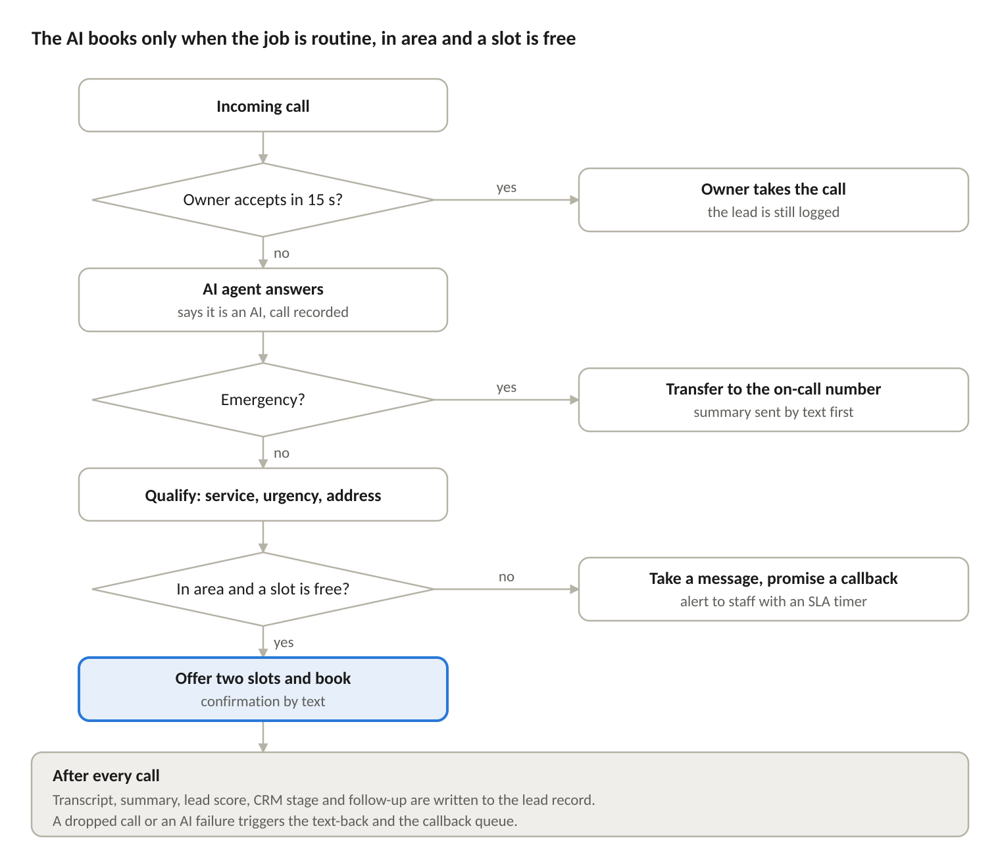 The AI books only when the job is routine, in area and a slot is free
Incoming call
Owner accepts in 15 s?
yes
Owner takes the call
the lead is still logged
no
AI agent answers
says it is an AI, call recorded
Emergency?
yes
Transfer to the on-call number
summary sent by text first
no
Qualify: service, urgency, address
In area and a slot is free?
no
Take a message, promise a callback
alert to staff with an SLA timer
yes
Offer two slots and book
confirmation by text
After every call
Transcript, summary, lead score, CRM stage and follow-up are written to the lead record.
A dropped call or an AI failure triggers the text-back and the callback queue.